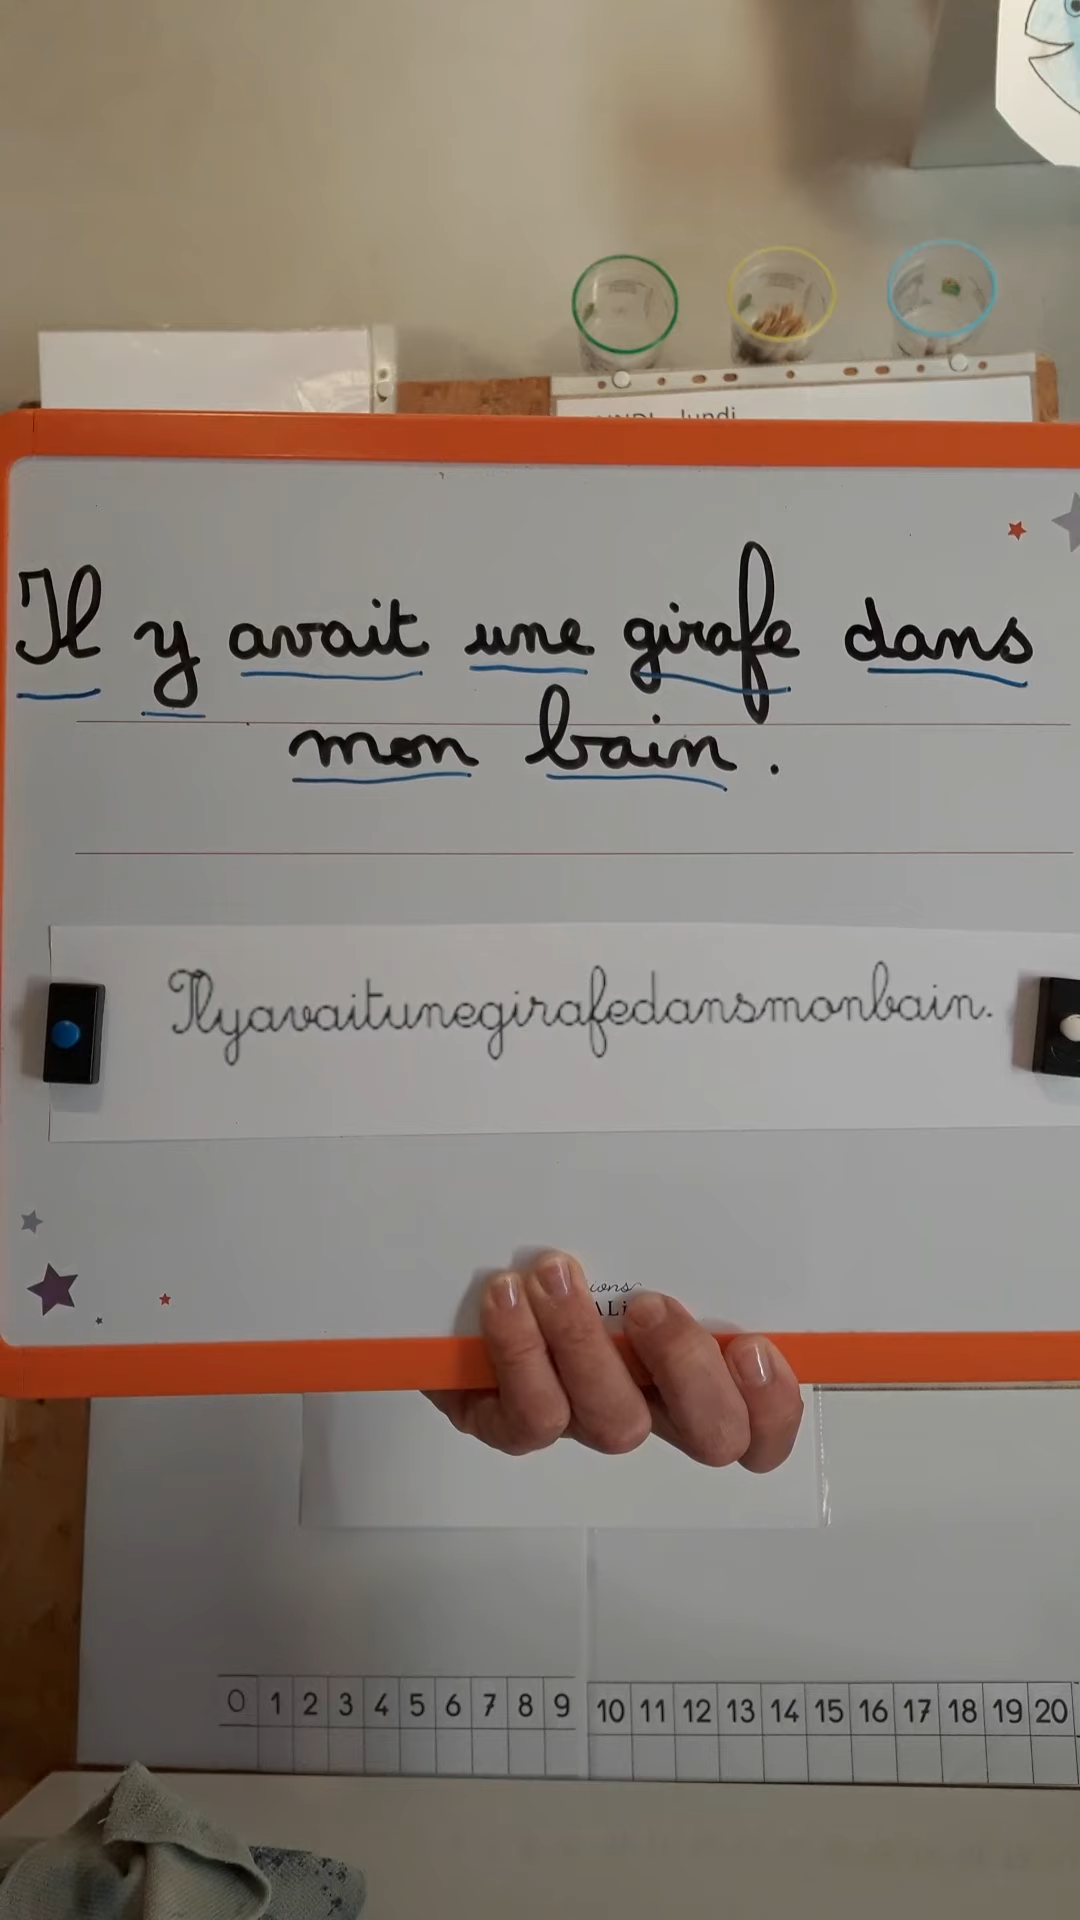 lundi
Il y avait une girafe dans
mon bain.
Ilyavaitunegirafedansmonbain.
0 1 2 3 4 5 6 7 8 9 10 11 12 13 14 15 16 17 18 19 20